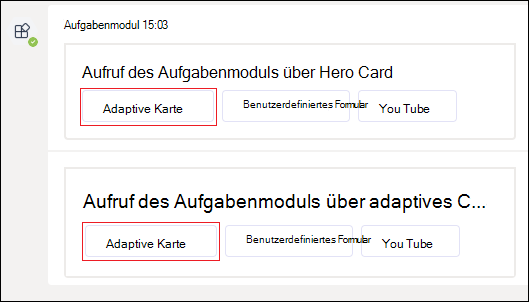 Aufgabenmodul 15:03
Aufruf des Aufgabenmoduls über Hero Card
Adaptive Karte Benutzerdefiniertes Formular You Tube
Aufruf des Aufgabenmoduls über adaptives C...
Adaptive Karte Benutzerdefiniertes Formular You Tube